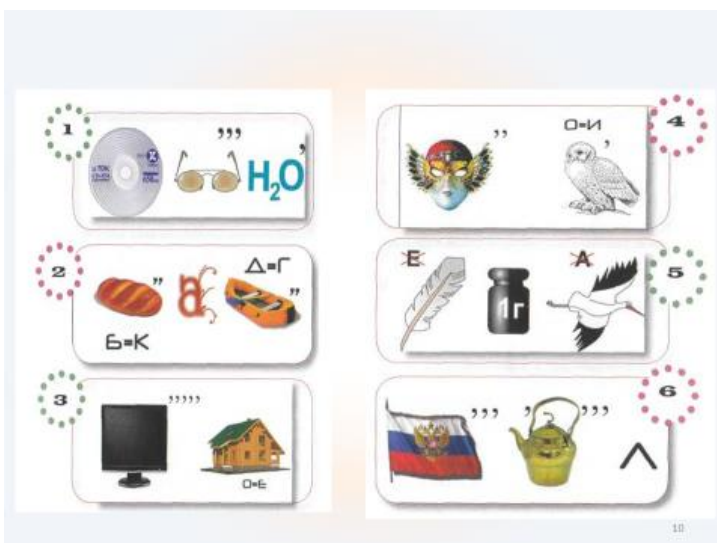 1
,,,
H₂O
,
2
,,
а
Д=Г
,,
Б=К
3
,,,,,
О=Е
4
,,
О=И
,
5
Е
1г
А
6
,,,
,
,,,
Л
10